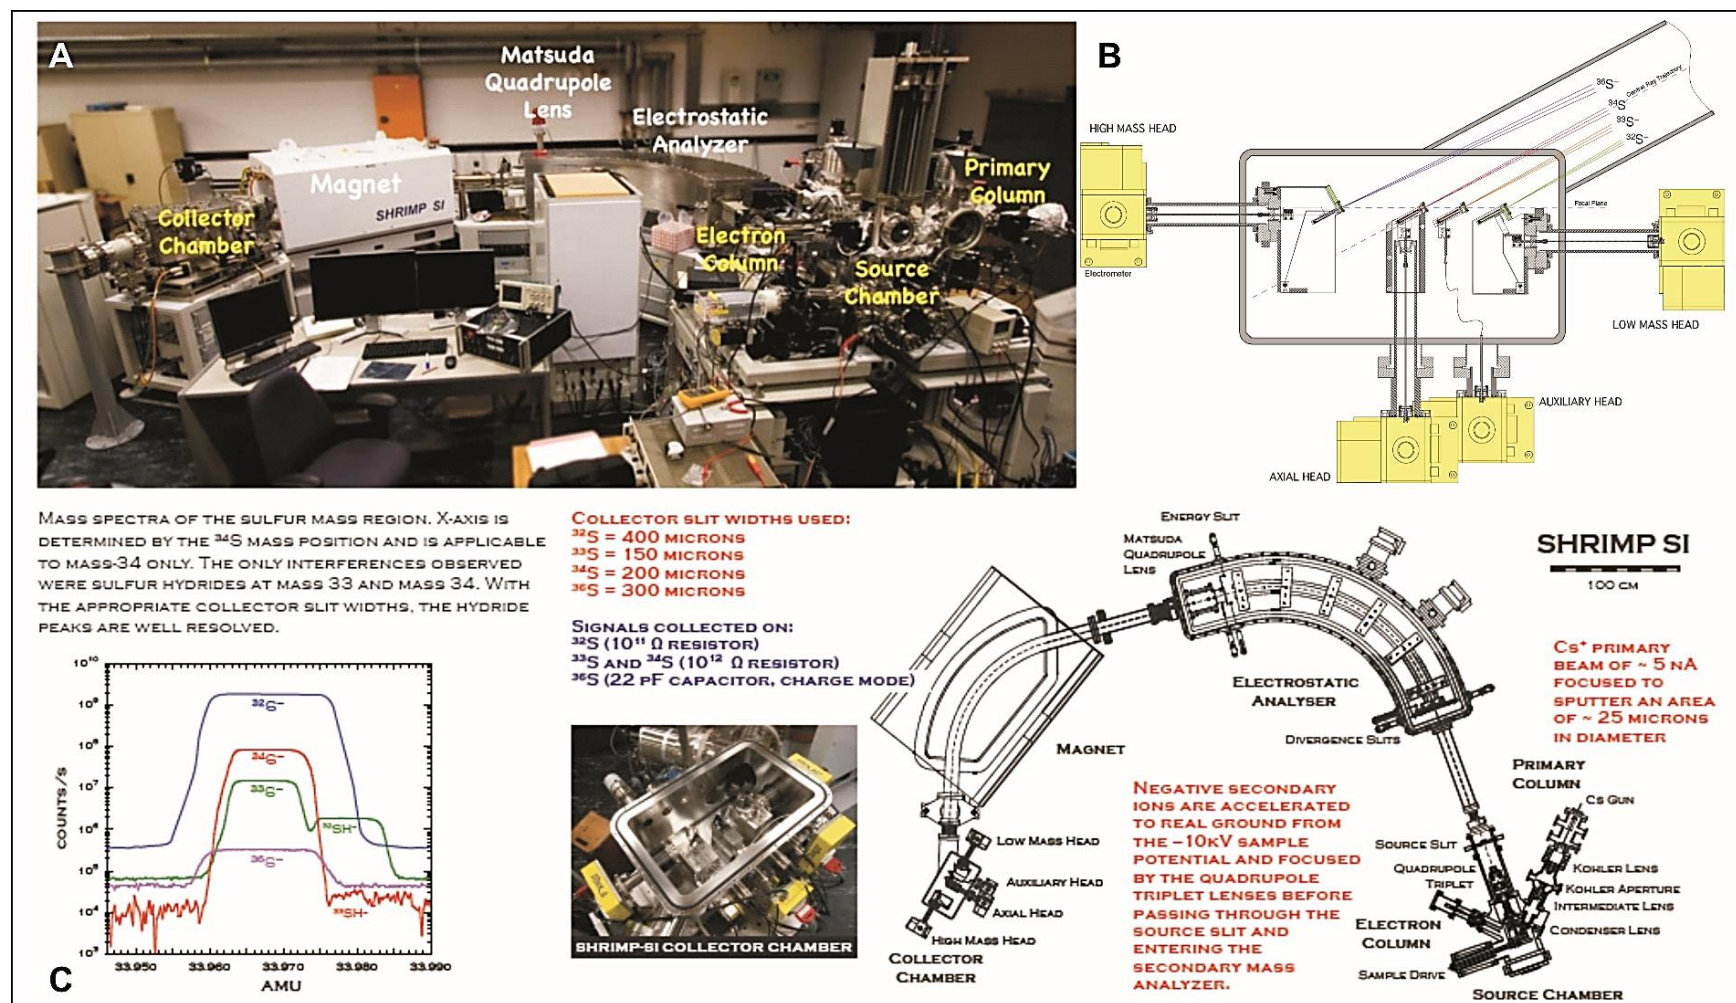 A
Matsuda
Quadrupole
Lens
Electrostatic
Analyzer
Primary
Column
Magnet
SHRIMP SI
Collector
Chamber
Electron
Column
Source
Chamber
B
³⁶S⁻
Central Ray Trajectory
³⁴S⁻
³³S⁻
³²S⁻
HIGH MASS HEAD
Focal Plane
Electrometer
LOW MASS HEAD
AUXILIARY HEAD
AXIAL HEAD
MASS SPECTRA OF THE SULFUR MASS REGION. X-AXIS IS
DETERMINED BY THE ³⁴S MASS POSITION AND IS APPLICABLE
TO MASS-34 ONLY. THE ONLY INTERFERENCES OBSERVED
WERE SULFUR HYDRIDES AT MASS 33 AND MASS 34. WITH
THE APPROPRIATE COLLECTOR SLIT WIDTHS, THE HYDRIDE
PEAKS ARE WELL RESOLVED.
COLLECTOR SLIT WIDTHS USED:
³²S = 400 MICRONS
³³S = 150 MICRONS
³⁴S = 200 MICRONS
³⁶S = 300 MICRONS
SIGNALS COLLECTED ON:
³²S (10¹¹ Ω RESISTOR)
³³S AND ³⁴S (10¹² Ω RESISTOR)
³⁶S (22 PF CAPACITOR, CHARGE MODE)
10¹⁰
10⁹
10⁸
10⁷
10⁶
10⁵
10⁴
10³
COUNTS/S
³²S⁻
³⁴S⁻
³³S⁻
³²SH⁻
³⁶S⁻
³³SH⁻
33.950
33.960
33.970
33.980
33.990
AMU
C
SHRIMP-SI COLLECTOR CHAMBER
SHRIMP SI
100 CM
ENERGY SLIT
MATSUDA
QUADRUPOLE
LENS
ELECTROSTATIC
ANALYSER
DIVERGENCE SLITS
MAGNET
CS⁺ PRIMARY
BEAM OF ~ 5 NA
FOCUSED TO
SPUTTER AN AREA
OF ~ 25 MICRONS
IN DIAMETER
NEGATIVE SECONDARY
IONS ARE ACCELERATED
TO REAL GROUND FROM
THE –10KV SAMPLE
POTENTIAL AND FOCUSED
BY THE QUADRUPOLE
TRIPLET LENSES BEFORE
PASSING THROUGH THE
SOURCE SLIT AND
ENTERING THE
SECONDARY MASS
ANALYZER.
PRIMARY
COLUMN
CS GUN
SOURCE SLIT
QUADRUPOLE
TRIPLET
KOHLER LENS
KOHLER APERTURE
INTERMEDIATE LENS
CONDENSER LENS
ELECTRON
COLUMN
SAMPLE DRIVE
SOURCE CHAMBER
LOW MASS HEAD
AUXILIARY HEAD
AXIAL HEAD
HIGH MASS HEAD
COLLECTOR
CHAMBER